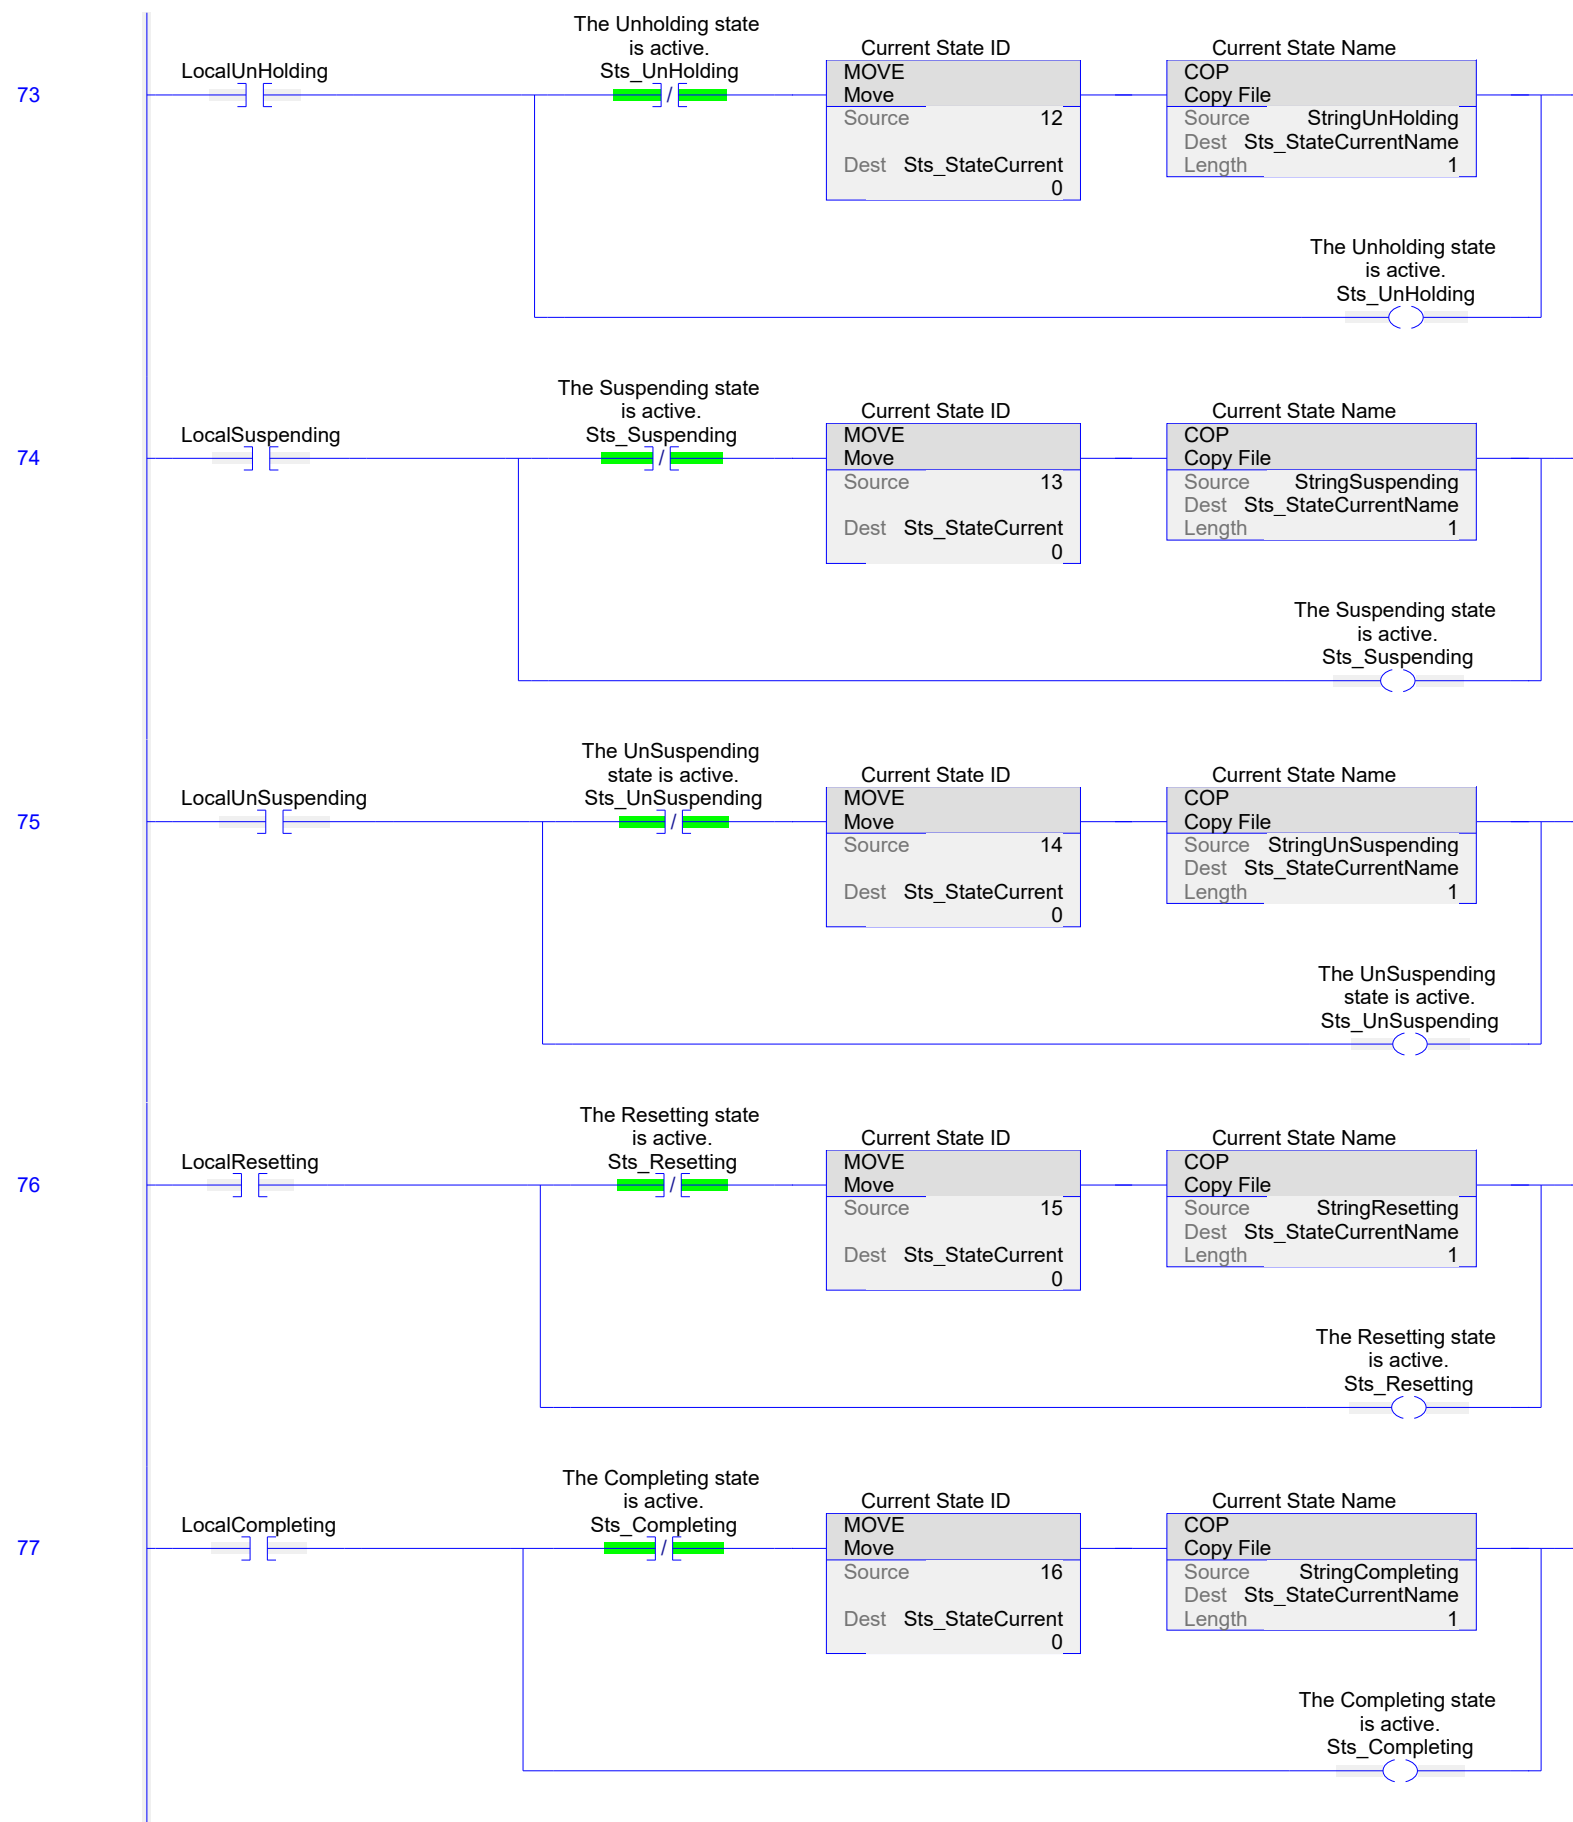 The Unholding state
is active.
LocalUnHolding
Sts_UnHolding
Current State ID
Current State Name
73
/
MOVE
Move
Source 12
Dest Sts_StateCurrent
0
COP
Copy File
Source StringUnHolding
Dest Sts_StateCurrentName
Length 1
The Unholding state
is active.
Sts_UnHolding
The Suspending state
is active.
LocalSuspending
Sts_Suspending
Current State ID
Current State Name
74
/
MOVE
Move
Source 13
Dest Sts_StateCurrent
0
COP
Copy File
Source StringSuspending
Dest Sts_StateCurrentName
Length 1
The Suspending state
is active.
Sts_Suspending
The UnSuspending
state is active.
LocalUnSuspending
Sts_UnSuspending
Current State ID
Current State Name
75
/
MOVE
Move
Source 14
Dest Sts_StateCurrent
0
COP
Copy File
Source StringUnSuspending
Dest Sts_StateCurrentName
Length 1
The UnSuspending
state is active.
Sts_UnSuspending
The Resetting state
is active.
LocalResetting
Sts_Resetting
Current State ID
Current State Name
76
/
MOVE
Move
Source 15
Dest Sts_StateCurrent
0
COP
Copy File
Source StringResetting
Dest Sts_StateCurrentName
Length 1
The Resetting state
is active.
Sts_Resetting
The Completing state
is active.
LocalCompleting
Sts_Completing
Current State ID
Current State Name
77
/
MOVE
Move
Source 16
Dest Sts_StateCurrent
0
COP
Copy File
Source StringCompleting
Dest Sts_StateCurrentName
Length 1
The Completing state
is active.
Sts_Completing